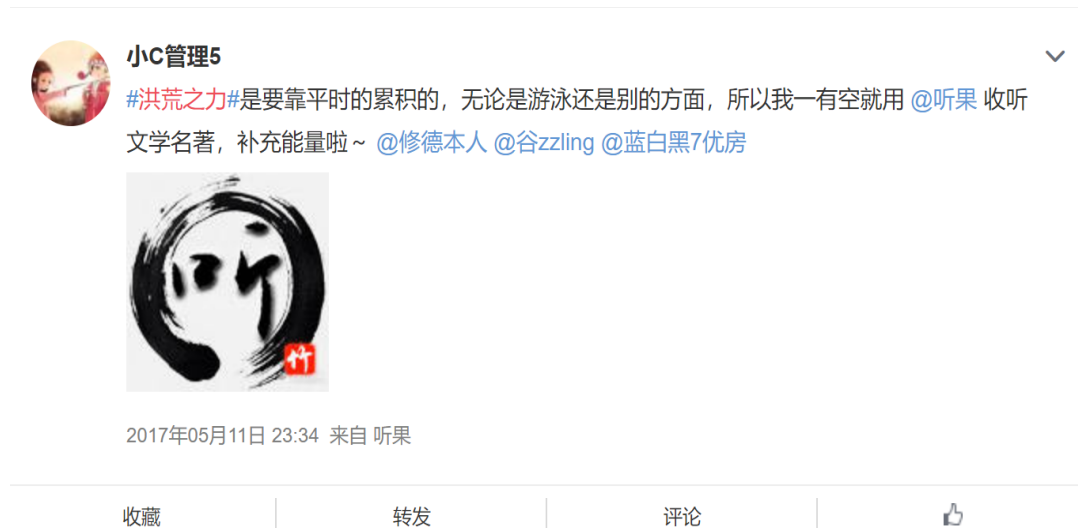 小C管理5
#洪荒之力#是要靠平时的累积的，无论是游泳还是别的方面，所以我一有空就用 @听果 收听
文学名著，补充能量啦～ @修德本人 @谷zzling @蓝白黑7优房
听
竹
2017年05月11日 23:34 来自 听果
收藏 转发 评论